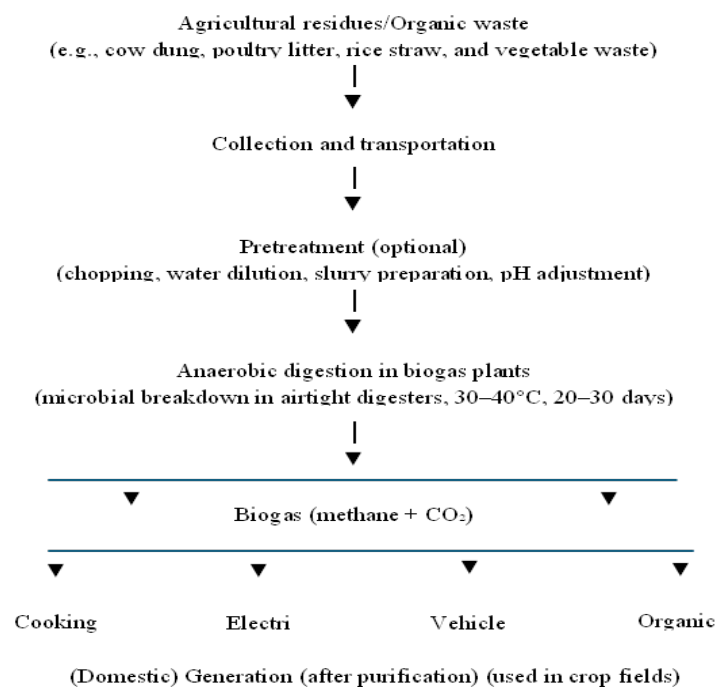 Agricultural residues/Organic waste
(e.g., cow dung, poultry litter, rice straw, and vegetable waste)
Collection and transportation
Pretreatment (optional)
(chopping, water dilution, slurry preparation, pH adjustment)
Anaerobic digestion in biogas plants
(microbial breakdown in airtight digesters, 30–40°C, 20–30 days)
Biogas (methane + CO₂)
Cooking Electri Vehicle Organic
(Domestic) Generation (after purification) (used in crop fields)